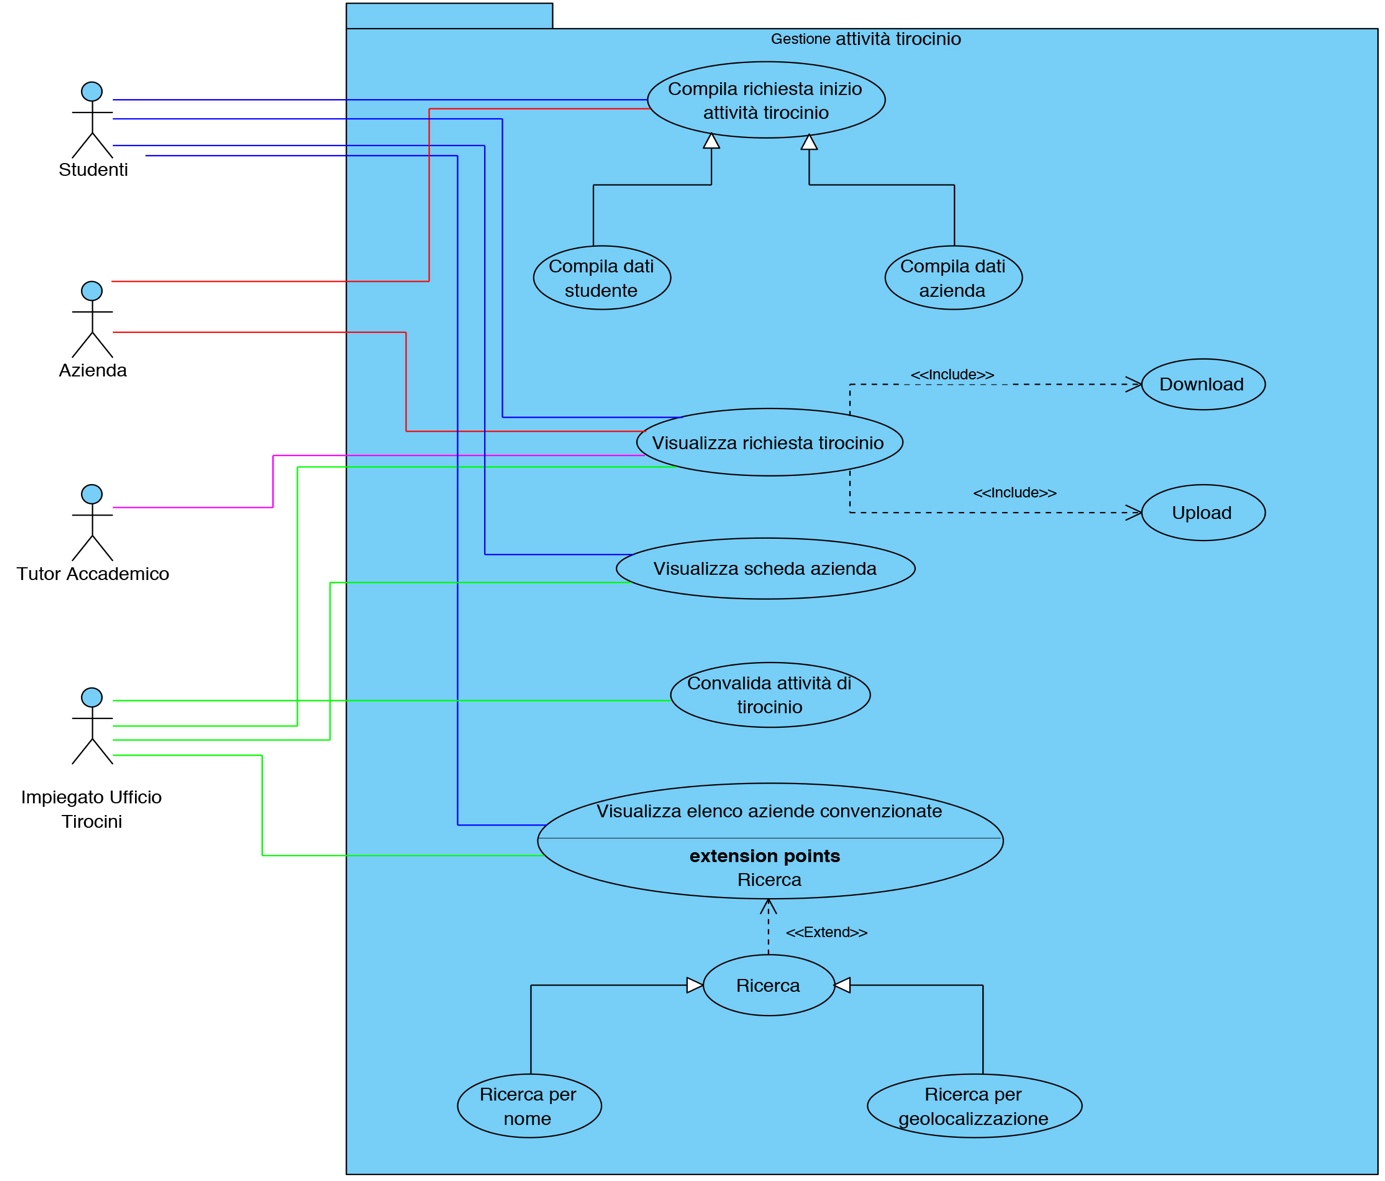 Gestione attività tirocinio
Compila richiesta inizio
attività tirocinio
Studenti
Compila dati
studente
Compila dati
azienda
Azienda
<<Include>>
Download
Visualizza richiesta tirocinio
<<Include>>
Upload
Tutor Accademico
Visualizza scheda azienda
Convalida attività di
tirocinio
Impiegato Ufficio
Tirocini
Visualizza elenco aziende convenzionate
extension points
Ricerca
<<Extend>>
Ricerca
Ricerca per
nome
Ricerca per
geolocalizzazione